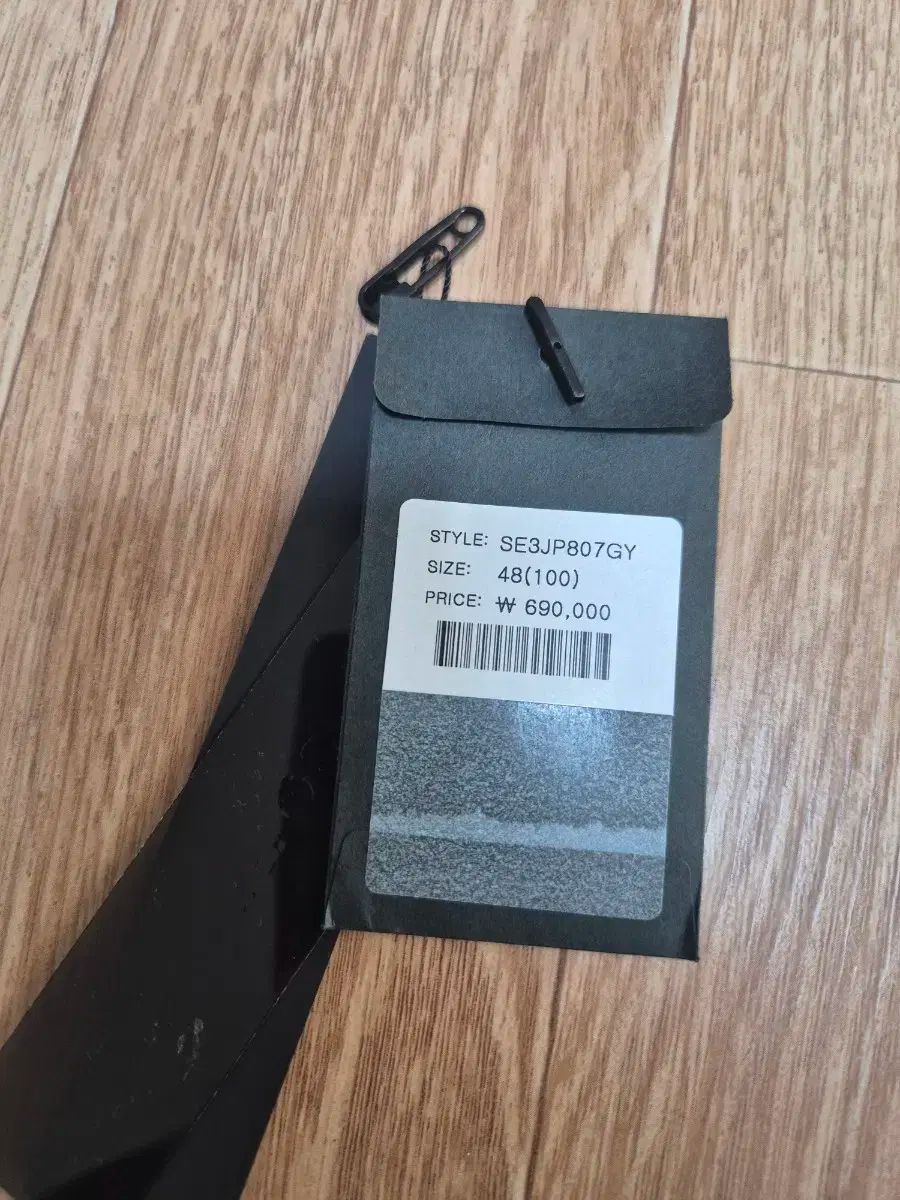 STYLE: SE3JP807GY
SIZE: 48(100)
PRICE: ₩ 690,000